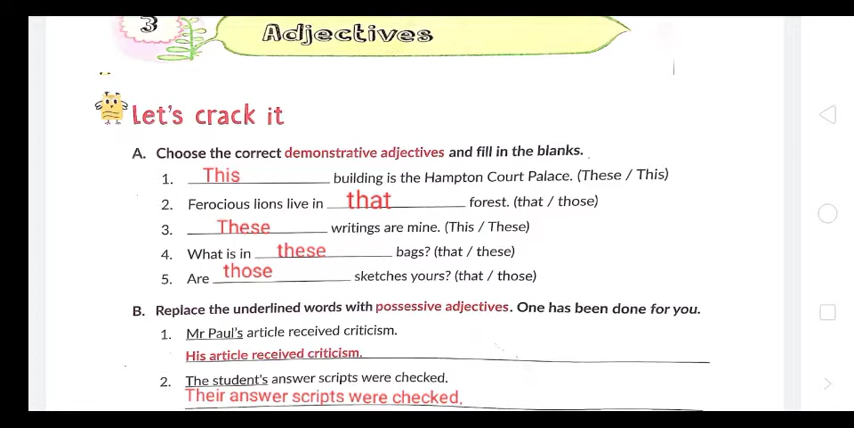 3
Adjectives
Let's crack it
A. Choose the correct demonstrative adjectives and fill in the blanks.
1. This building is the Hampton Court Palace. (These / This)
2. Ferocious lions live in that forest. (that / those)
3. These writings are mine. (This / These)
4. What is in these bags? (that / these)
5. Are those sketches yours? (that / those)
B. Replace the underlined words with possessive adjectives. One has been done for you.
1. Mr Paul's article received criticism.
His article received criticism.
2. The student's answer scripts were checked.
Their answer scripts were checked.